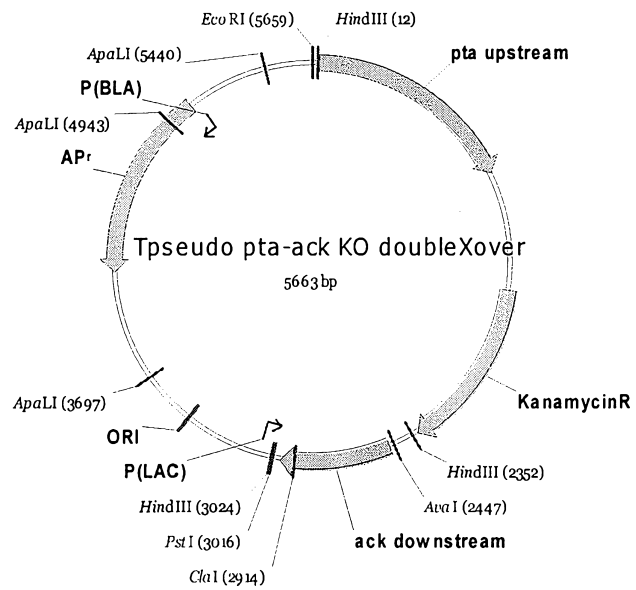 EcoRI (5659)
HindIII (12)
ApaLI (5440)
pta upstream
P(BLA)
ApaLI (4943)
APr
Tpseudo pta-ack KO doubleXover
5663 bp
ApaLI (3697)
KanamycinR
ORI
P(LAC)
HindIII (2352)
HindIII (3024)
AvaI (2447)
PstI (3016)
ack downstream
ClaI (2914)